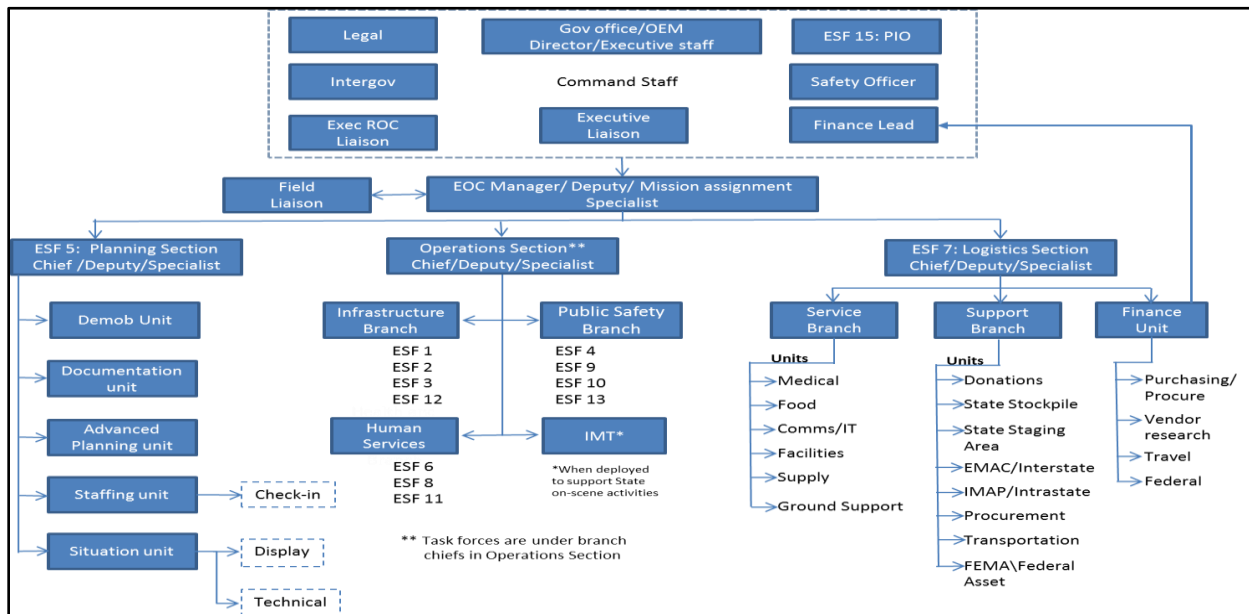 Legal
Gov office/OEM
Director/Executive staff
ESF 15: PIO
Intergov
Command Staff
Safety Officer
Exec ROC
Liaison
Executive
Liaison
Finance Lead
Field
Liaison
EOC Manager/ Deputy/ Mission assignment
Specialist
ESF 5:  Planning Section
Chief /Deputy/Specialist
Operations Section**
Chief/Deputy/Specialist
ESF 7: Logistics Section
Chief/Deputy/Specialist
Demob Unit
Documentation
unit
Advanced
Planning unit
Staffing unit
Check-in
Situation unit
Display
Technical
Infrastructure
Branch
ESF 1
ESF 2
ESF 3
ESF 12
Public Safety
Branch
ESF 4
ESF 9
ESF 10
ESF 13
Human
Services
ESF 6
ESF 8
ESF 11
IMT*
*When deployed
to support State
on-scene activities
** Task forces are under branch
chiefs in Operations Section
Service
Branch
Units
Medical
Food
Comms/IT
Facilities
Supply
Ground Support
Support
Branch
Units
Donations
State Stockpile
State Staging
Area
EMAC/Interstate
IMAP/Intrastate
Procurement
Transportation
FEMA\Federal
Asset
Finance
Unit
Purchasing/
Procure
Vendor
research
Travel
Federal